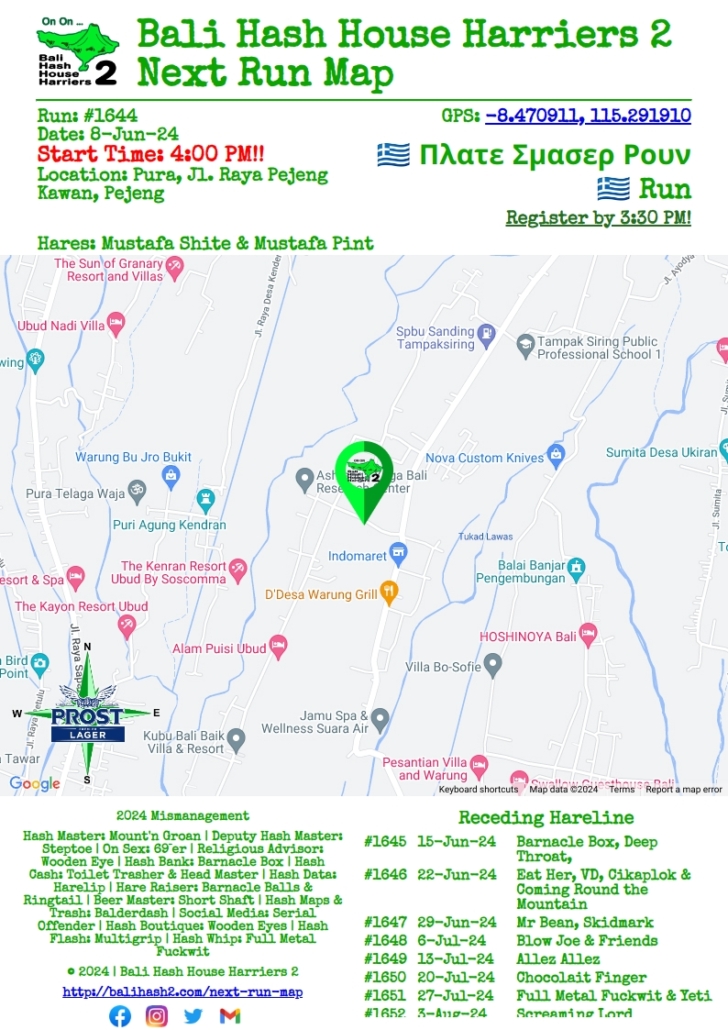 On On ...
Bali
Hash
House
Harriers 2
Bali Hash House Harriers 2
Next Run Map
Run: #1644
Date: 8-Jun-24
Start Time: 4:00 PM!!
Location: Pura, Jl. Raya Pejeng
Kawan, Pejeng
GPS: -8.470911, 115.291910
🇬🇷 Πλατε Σμασερ Ρουν
🇬🇷 Run
Register by 3:30 PM!
Hares: Mustafa Shite & Mustafa Pint
The Sun of Granary
Resort and Villas
Jl. Raya Desa Kender
Jl. Ayodya
Ubud Nadi Villa
Spbu Sanding
Tampaksiring
Tampak Siring Public
Professional School 1
wing
Jl. Su
Warung Bu Jro Bukit
Nova Custom Knives
Sumita Desa Ukiran
Pura Telaga Waja
Bali
Puri Agung Kendran
Jl. Sumita
Tukad Lawas
Indomaret
The Kenran Resort
Ubud By Soscomma
Balai Banjar
Pengembungan
esort & Spa
D'Desa Warung Grill
The Kayon Resort Ubud
HOSHINOYA Bali
Alam Puisi Ubud
Jl. Raya
Bird
Point
Villa Bo-Sofie
N
W
E
S
PROST
LAGER
Jamu Spa &
Wellness Suara Air
Kubu Bali Baik
Villa & Resort
Tawar
Pesantian Villa
and Warung
Google
Keyboard shortcuts
Map data ©2024
Terms
Report a map error
2024 Mismanagement
Hash Master: Mount'n Groan | Deputy Hash Master:
Steptoe | On Sex: 69˜er | Religious Advisor:
Wooden Eye | Hash Bank: Barnacle Box | Hash
Cash: Toilet Trasher & Head Master | Hash Data:
Harelip | Hare Raiser: Barnacle Balls &
Ringtail | Beer Master: Short Shaft | Hash Maps &
Trash: Balderdash | Social Media: Serial
Offender | Hash Boutique: Wooden Eyes | Hash
Flash: Multigrip | Hash Whip: Full Metal
Fuckwit
© 2024 | Bali Hash House Harriers 2
http://balihash2.com/next-run-map
Receding Hareline
#1645 15-Jun-24 Barnacle Box, Deep
Throat,
#1646 22-Jun-24 Eat Her, VD, Cikaplok &
Coming Round the
Mountain
#1647 29-Jun-24 Mr Bean, Skidmark
#1648 6-Jul-24 Blow Joe & Friends
#1649 13-Jul-24 Allez Allez
#1650 20-Jul-24 Chocolait Finger
#1651 27-Jul-24 Full Metal Fuckwit & Yeti
#1652 3-Aug-24 Screaming Lord